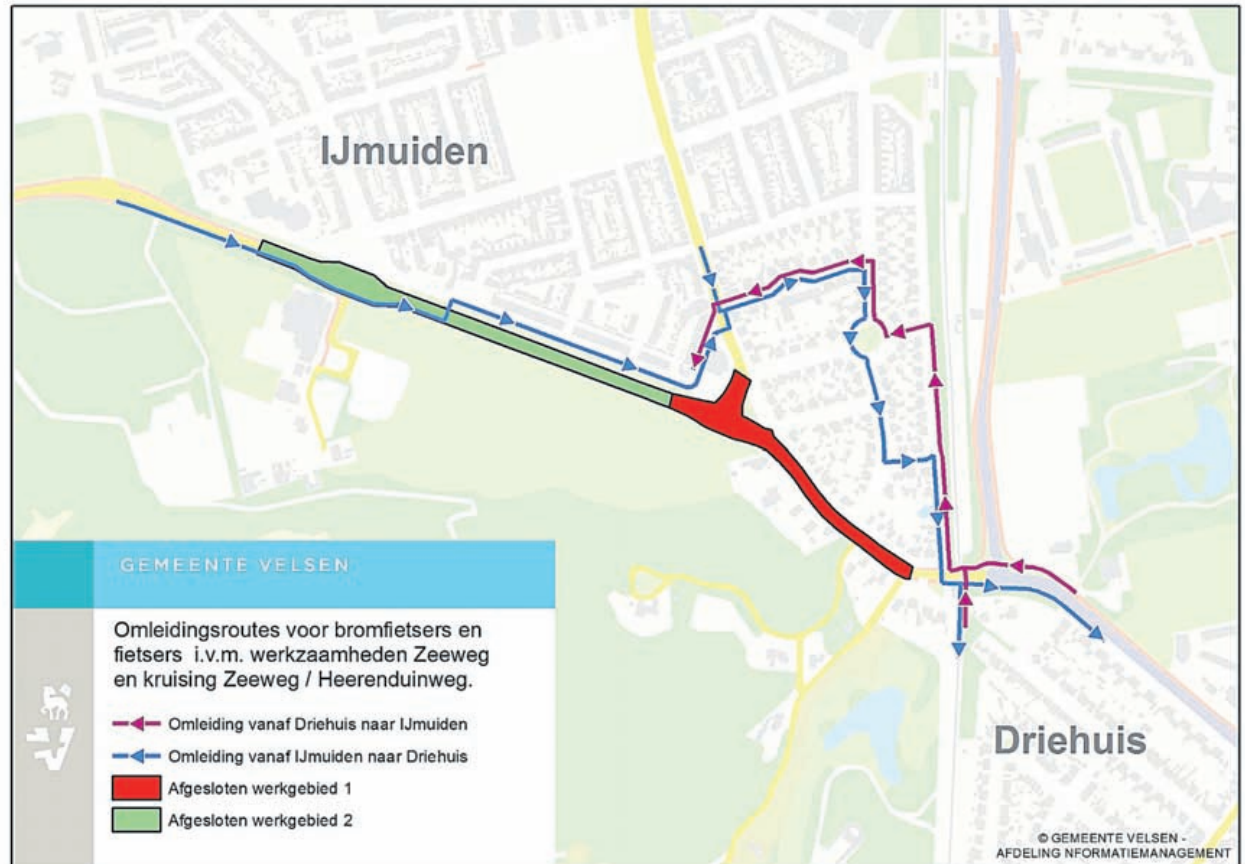 IJmuiden
Driehuis
GEMEENTE VELSEN
Omleidingsroutes voor bromfietsers en
fietsers i.v.m. werkzaamheden Zeeweg
en kruising Zeeweg / Heerenduinweg.
Omleiding vanaf Driehuis naar IJmuiden
Omleiding vanaf IJmuiden naar Driehuis
Afgesloten werkgebied 1
Afgesloten werkgebied 2
© GEMEENTE VELSEN -
AFDELING NFORMATIEMANAGEMENT